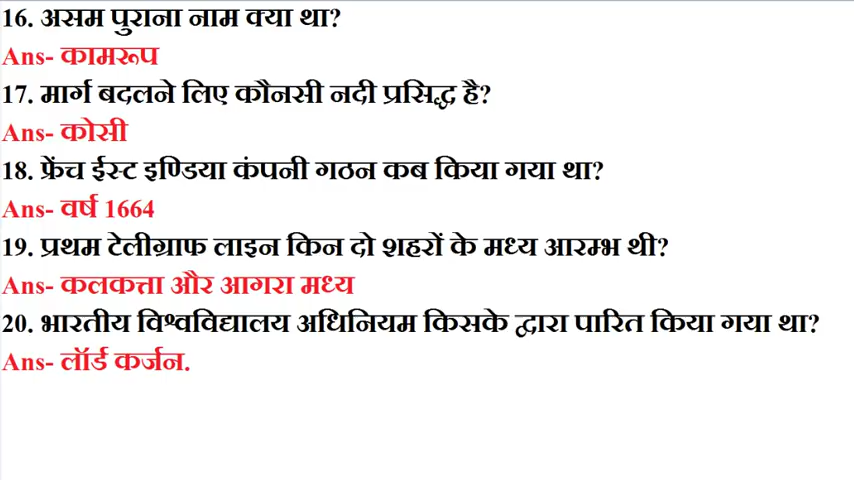 16. असम पुराना नाम क्या था?
Ans- कामरूप
17. मार्ग बदलने लिए कौनसी नदी प्रसिद्ध है?
Ans- कोसी
18. फ्रेंच ईस्ट इण्डिया कंपनी गठन कब किया गया था?
Ans- वर्ष 1664
19. प्रथम टेलीग्राफ लाइन किन दो शहरों के मध्य आरम्भ थी?
Ans- कलकत्ता और आगरा मध्य
20. भारतीय विश्वविद्यालय अधिनियम किसके द्वारा पारित किया गया था?
Ans- लॉर्ड कर्जन.